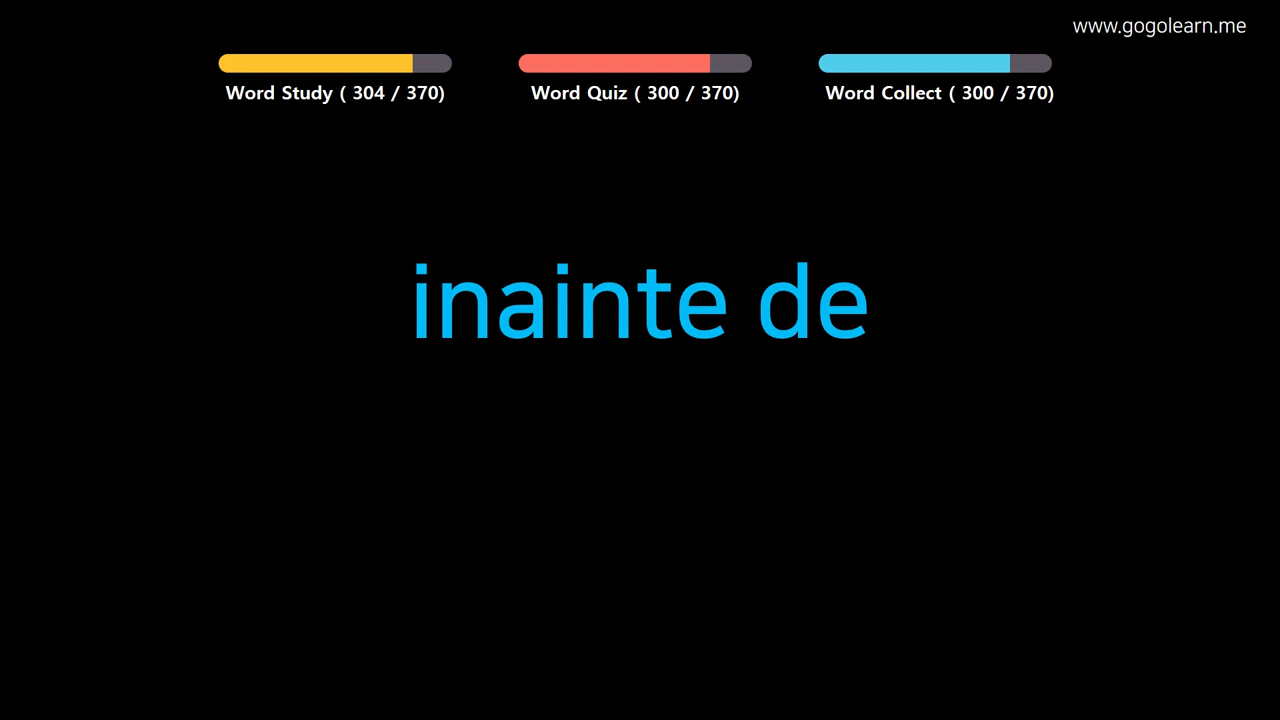 www.gogolearn.me
Word Study ( 304 / 370)
Word Quiz ( 300 / 370)
Word Collect ( 300 / 370)
inainte de